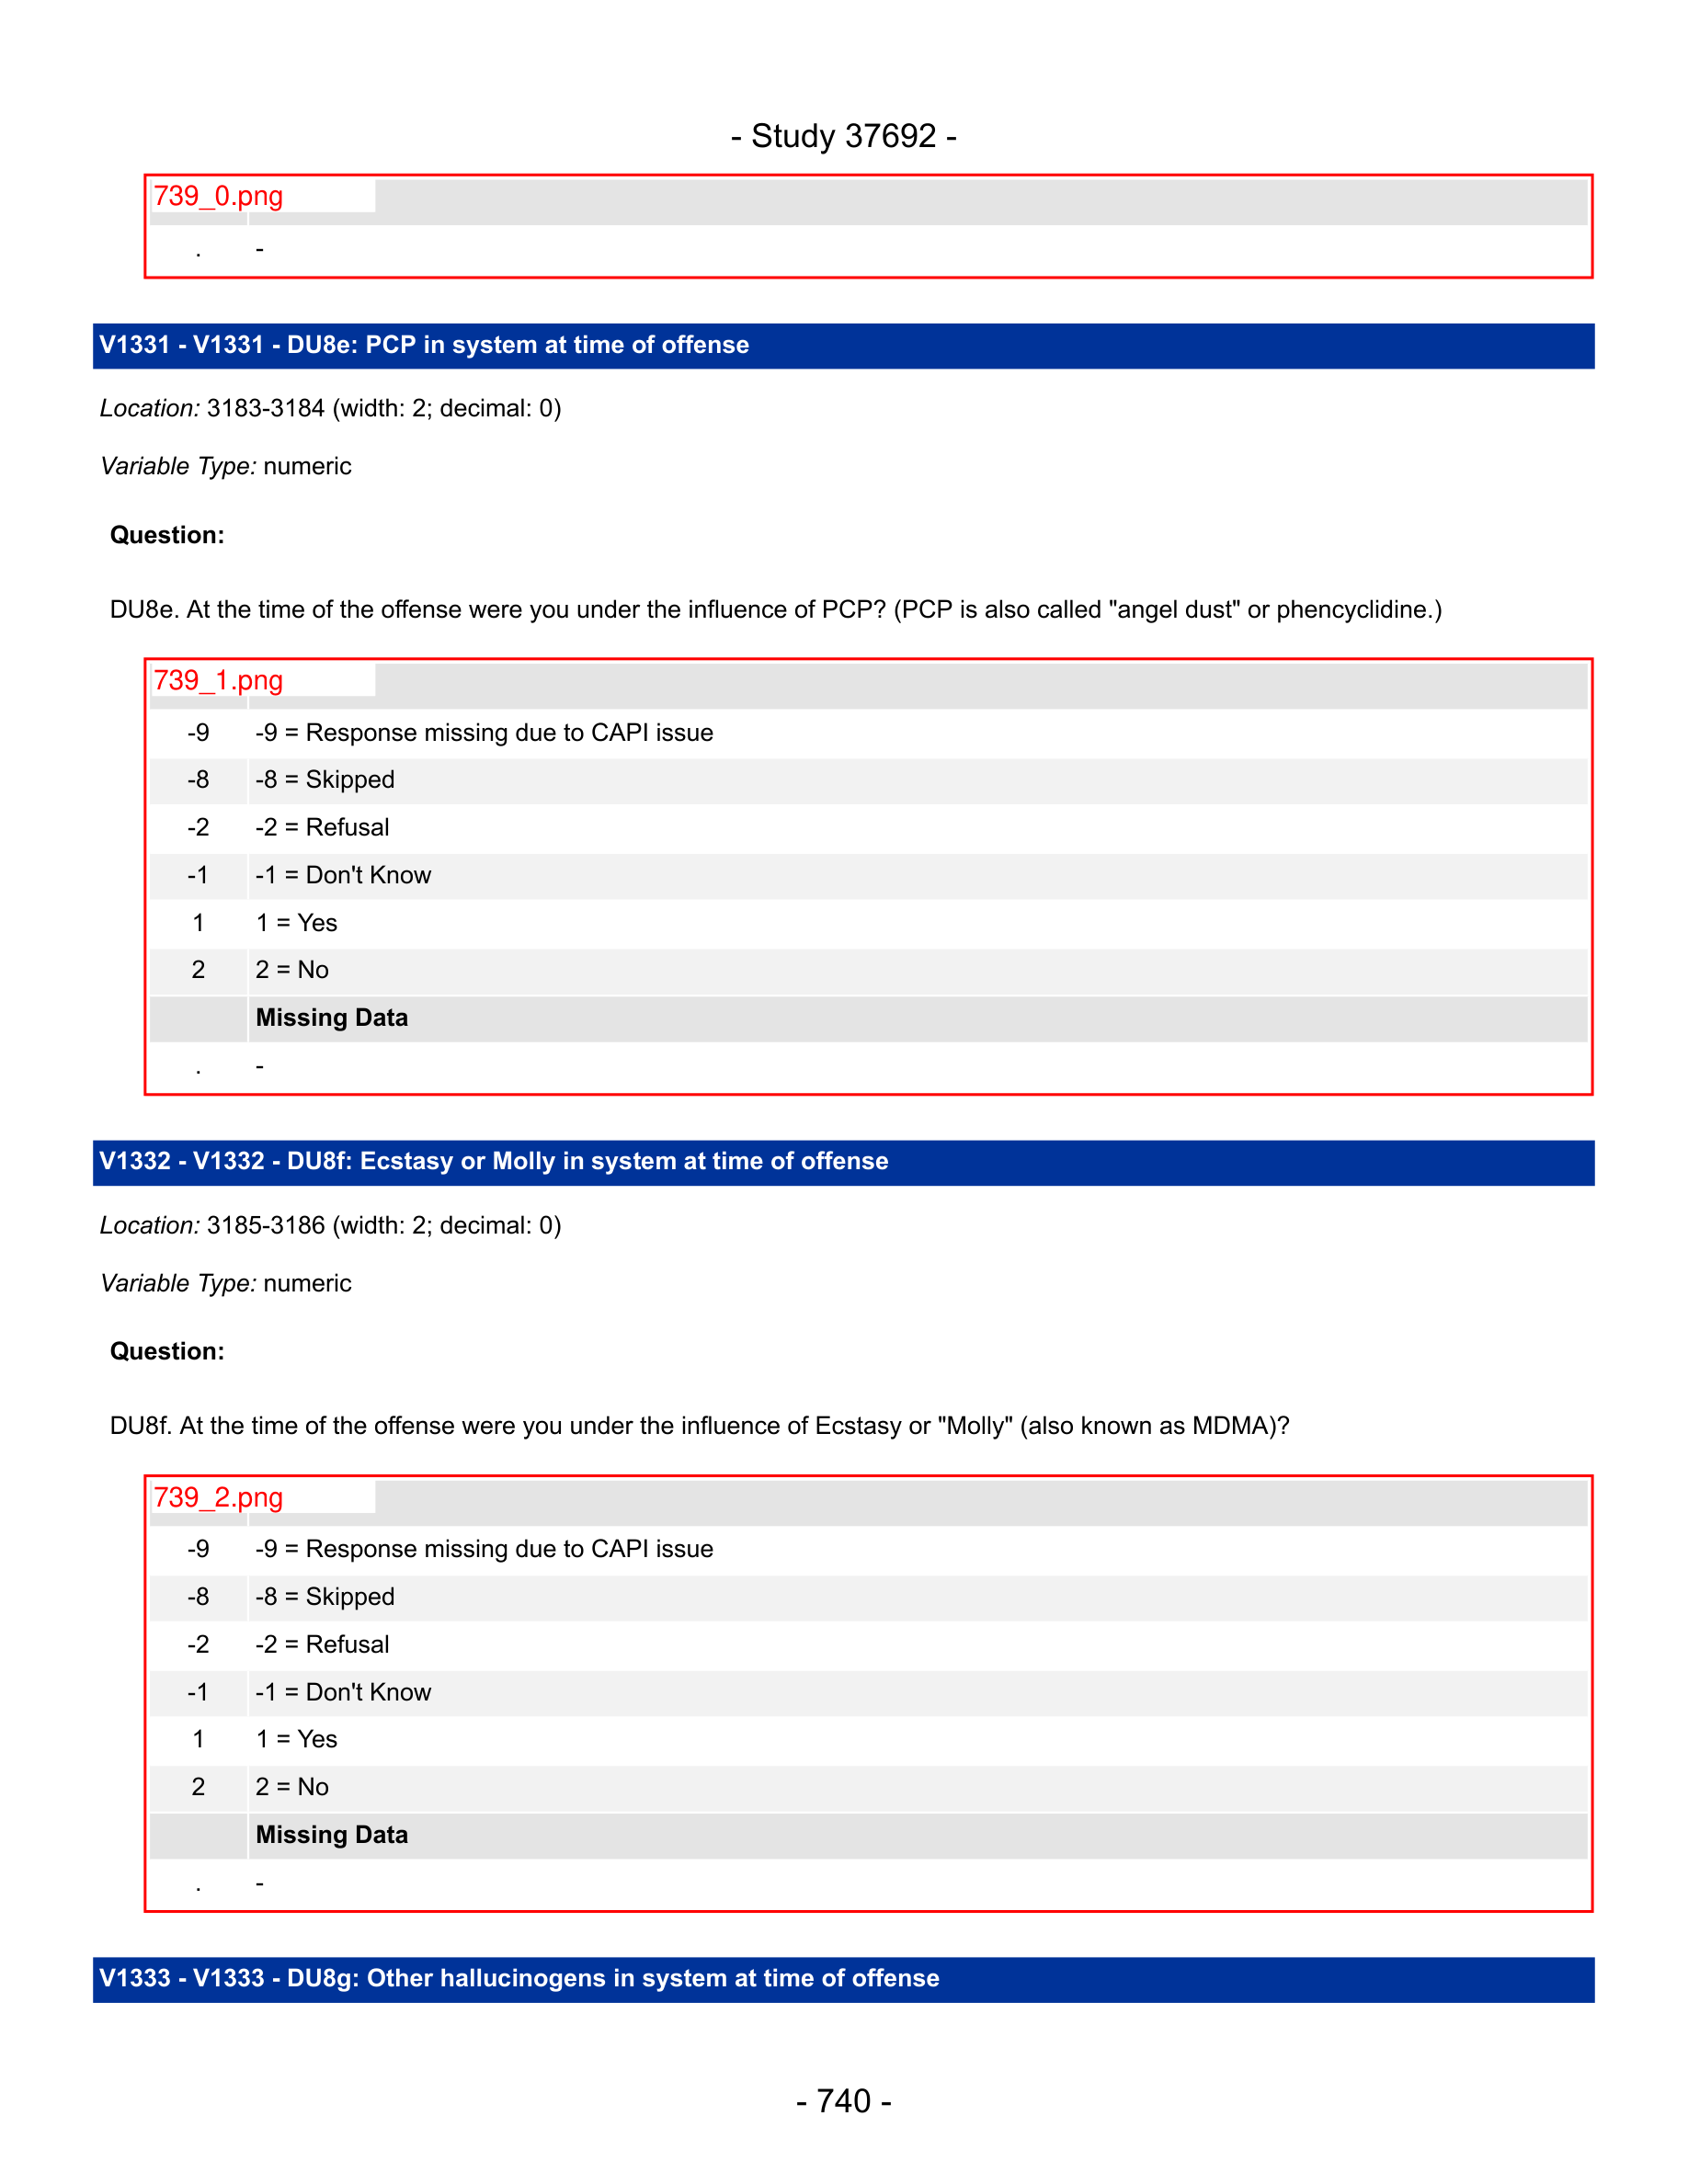 - Study 37692 -
739_0.png
. -
V1331 - V1331 - DU8e: PCP in system at time of offense
Location: 3183-3184 (width: 2; decimal: 0)
Variable Type: numeric
Question:
DU8e. At the time of the offense were you under the influence of PCP? (PCP is also called "angel dust" or phencyclidine.)
739_1.png
-9 -9 = Response missing due to CAPI issue
-8 -8 = Skipped
-2 -2 = Refusal
-1 -1 = Don't Know
1 1 = Yes
2 2 = No
Missing Data
. -
V1332 - V1332 - DU8f: Ecstasy or Molly in system at time of offense
Location: 3185-3186 (width: 2; decimal: 0)
Variable Type: numeric
Question:
DU8f. At the time of the offense were you under the influence of Ecstasy or "Molly" (also known as MDMA)?
739_2.png
-9 -9 = Response missing due to CAPI issue
-8 -8 = Skipped
-2 -2 = Refusal
-1 -1 = Don't Know
1 1 = Yes
2 2 = No
Missing Data
. -
V1333 - V1333 - DU8g: Other hallucinogens in system at time of offense
- 740 -